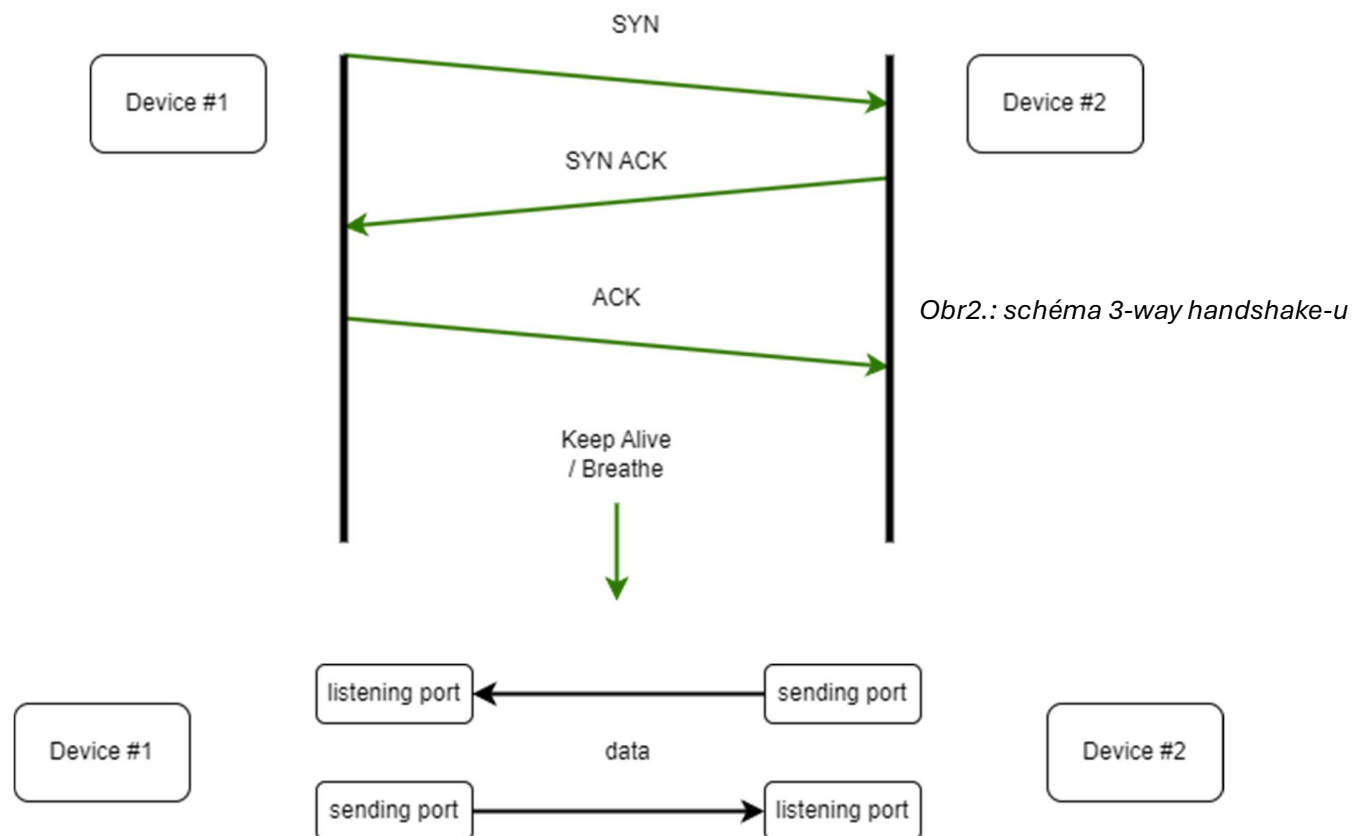 SYN
Device #1
Device #2
SYN ACK
ACK
Obr2.: schéma 3-way handshake-u
Keep Alive
/ Breathe
listening port
sending port
Device #1
data
Device #2
sending port
listening port